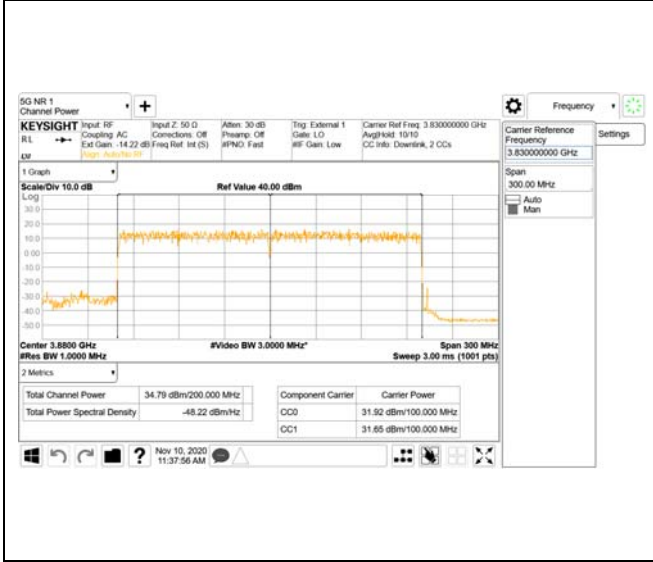 5G NR 1
Channel Power
Frequency
KEYSIGHT
RL
Input: RF
Coupling: AC
Ext Gain: -14.22 dB
Align: Auto/No RF
Input Z: 50 Ω
Corrections: Off
Freq Ref: Int (S)
Atten: 30 dB
Preamp: Off
#PNO: Fast
Trig: External 1
Gate: LO
#IF Gain: Low
Carrier Ref Freq: 3.830000000 GHz
Avg|Hold: 10/10
CC Info: Downlink, 2 CCs
Carrier Reference
Frequency
3.830000000 GHz
Settings
Span
300.00 MHz
Auto
Man
1 Graph
Scale/Div 10.0 dB
Ref Value 40.00 dBm
Log
30.0
20.0
10.0
0.00
-10.0
-20.0
-30.0
-40.0
-50.0
Center 3.8800 GHz
#Video BW 3.0000 MHz*
Span 300 MHz
#Res BW 1.0000 MHz
Sweep 3.00 ms (1001 pts)
2 Metrics
Total Channel Power 34.79 dBm/200.000 MHz
Total Power Spectral Density -48.22 dBm/Hz
Component Carrier Carrier Power
CC0 31.92 dBm/100.000 MHz
CC1 31.65 dBm/100.000 MHz
Nov 10, 2020
11:37:56 AM